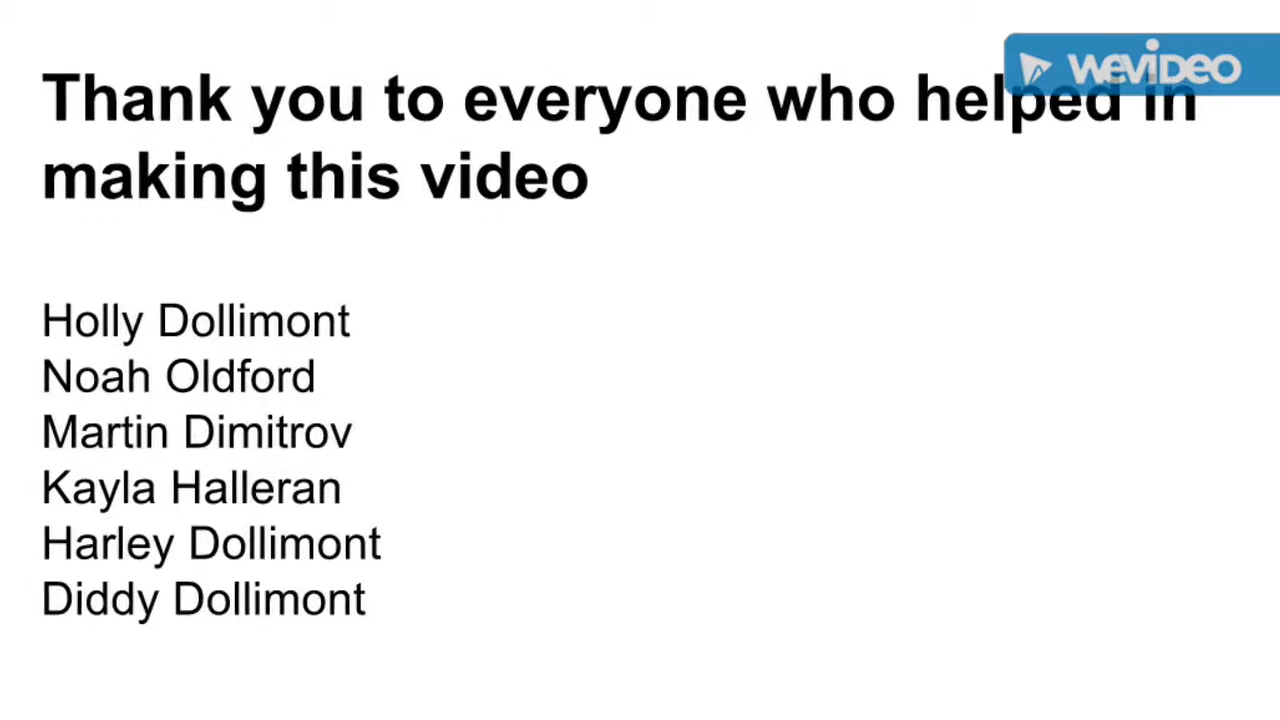 WEVIDEO
Thank you to everyone who helped in
making this video
Holly Dollimont
Noah Oldford
Martin Dimitrov
Kayla Halleran
Harley Dollimont
Diddy Dollimont